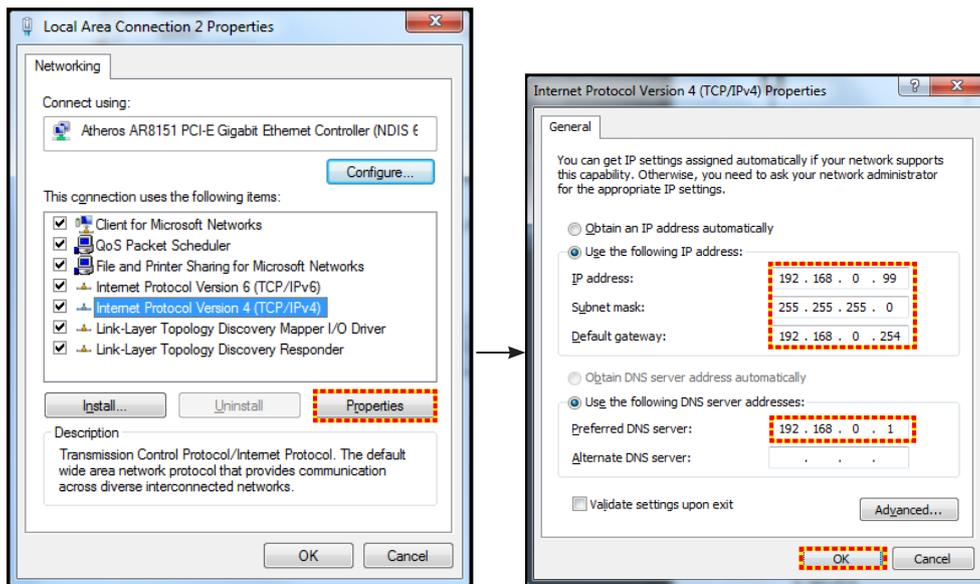 Local Area Connection 2 Properties
Networking
Connect using:
Atheros AR8151 PCI-E Gigabit Ethernet Controller (NDIS 6
Configure...
This connection uses the following items:
Client for Microsoft Networks
QoS Packet Scheduler
File and Printer Sharing for Microsoft Networks
Internet Protocol Version 6 (TCP/IPv6)
Internet Protocol Version 4 (TCP/IPv4)
Link-Layer Topology Discovery Mapper I/O Driver
Link-Layer Topology Discovery Responder
Install...
Uninstall
Properties
Description
Transmission Control Protocol/Internet Protocol. The default
wide area network protocol that provides communication
across diverse interconnected networks.
OK
Cancel
Internet Protocol Version 4 (TCP/IPv4) Properties
General
You can get IP settings assigned automatically if your network supports
this capability. Otherwise, you need to ask your network administrator
for the appropriate IP settings.
Obtain an IP address automatically
Use the following IP address:
IP address: 192 . 168 . 0 . 99
Subnet mask: 255 . 255 . 255 . 0
Default gateway: 192 . 168 . 0 . 254
Obtain DNS server address automatically
Use the following DNS server addresses:
Preferred DNS server: 192 . 168 . 0 . 1
Alternate DNS server: . . .
Validate settings upon exit
Advanced...
OK
Cancel